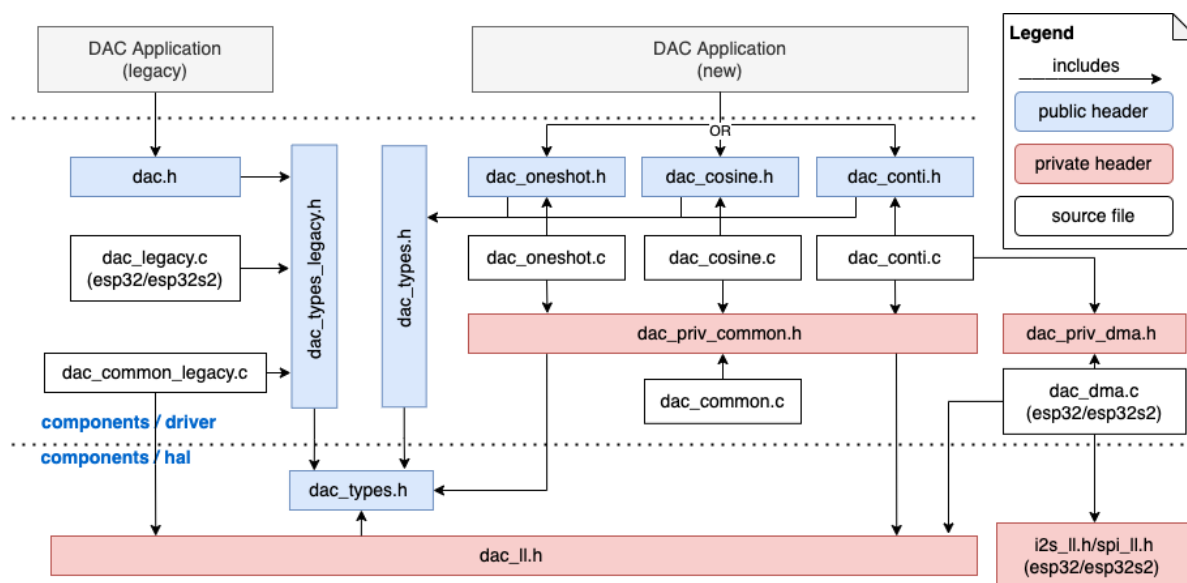 DAC Application
(legacy)
DAC Application
(new)
Legend
includes
public header
private header
source file
OR
dac.h
dac_types_legacy.h
dac_types.h
dac_oneshot.h
dac_cosine.h
dac_conti.h
dac_legacy.c
(esp32/esp32s2)
dac_oneshot.c
dac_cosine.c
dac_conti.c
dac_priv_common.h
dac_priv_dma.h
dac_common_legacy.c
dac_common.c
dac_dma.c
(esp32/esp32s2)
components / driver
components / hal
dac_types.h
dac_ll.h
i2s_ll.h/spi_ll.h
(esp32/esp32s2)